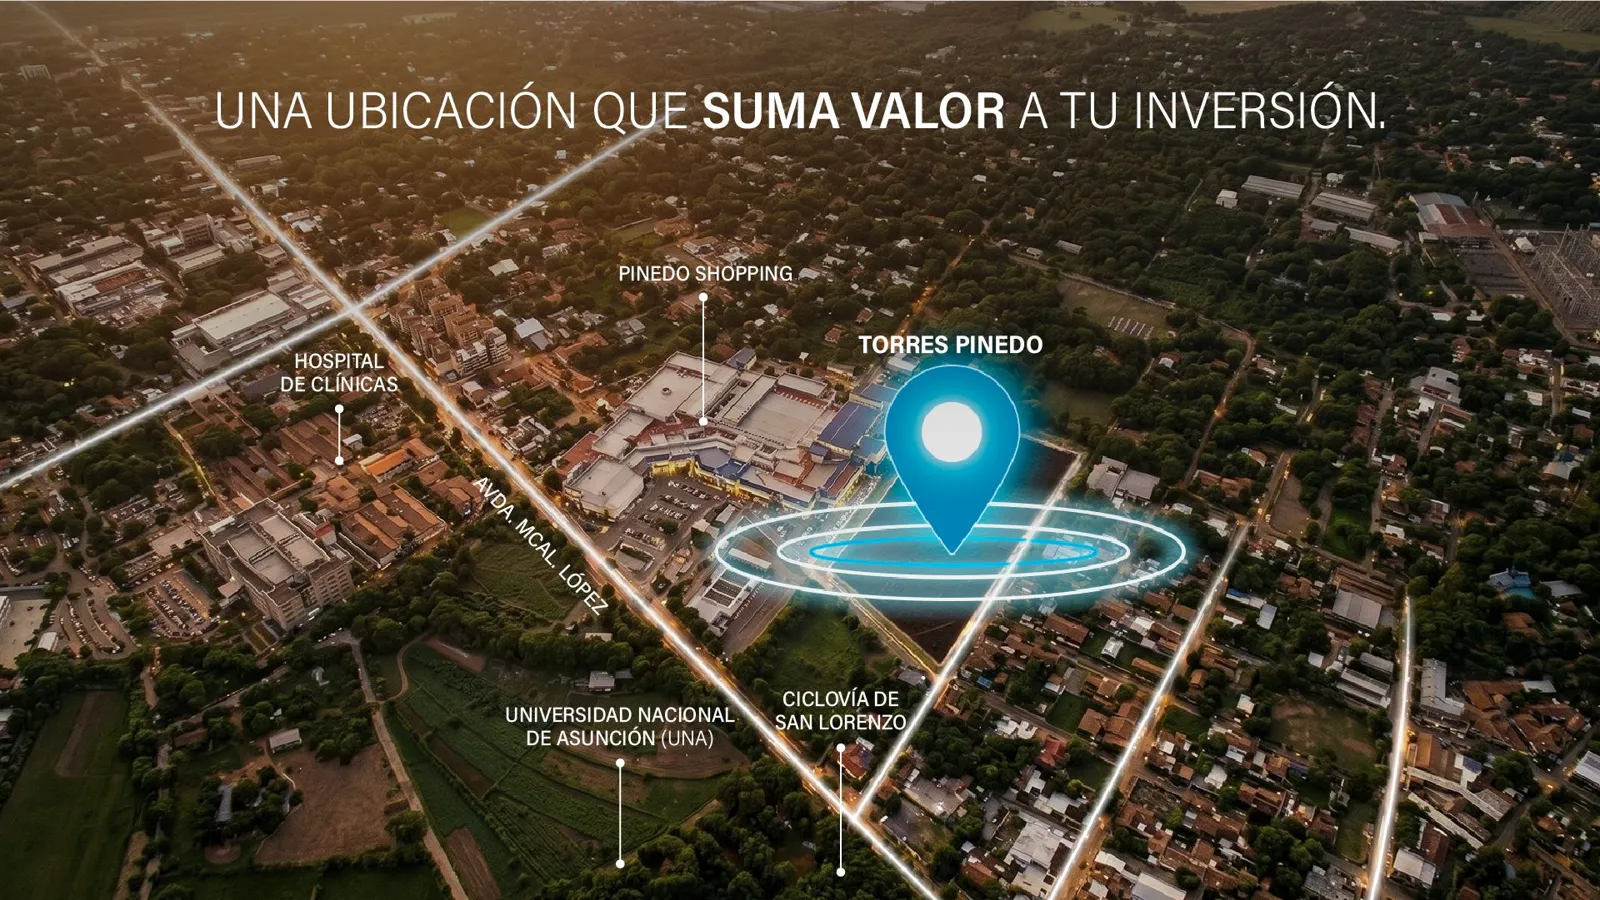 UNA UBICACIÓN QUE SUMA VALOR A TU INVERSIÓN.
PINEDO SHOPPING
TORRES PINEDO
HOSPITAL
DE CLÍNICAS
AVDA. MCAL. LÓPEZ
UNIVERSIDAD NACIONAL
DE ASUNCIÓN (UNA)
CICLOVÍA DE
SAN LORENZO